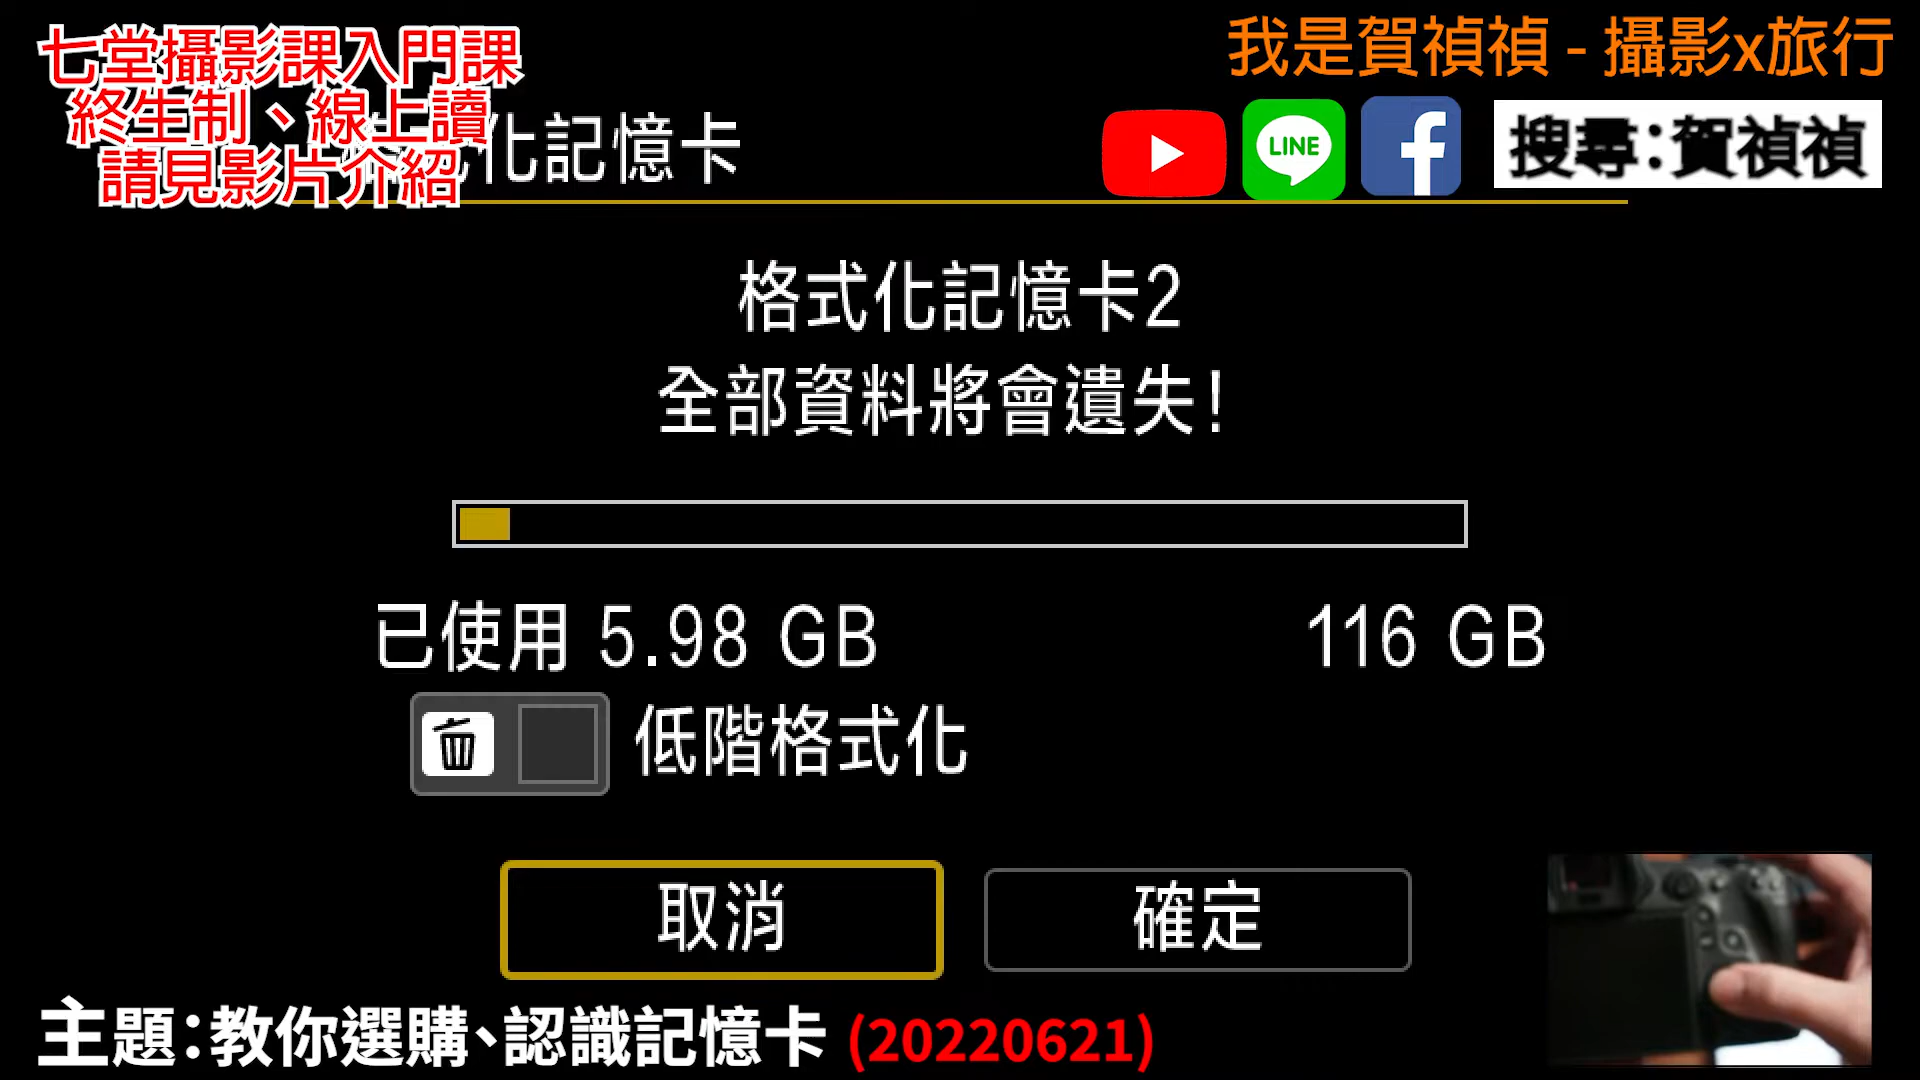 七堂攝影課入門課
終生制、線上讀
請見影片介紹
我是賀禎禎 - 攝影x旅行
LINE
搜尋：賀禎禎
化記憶卡
格式化記憶卡2
全部資料將會遺失！
已使用 5.98 GB
116 GB
低階格式化
取消
確定
主題：教你選購、認識記憶卡 (20220621)